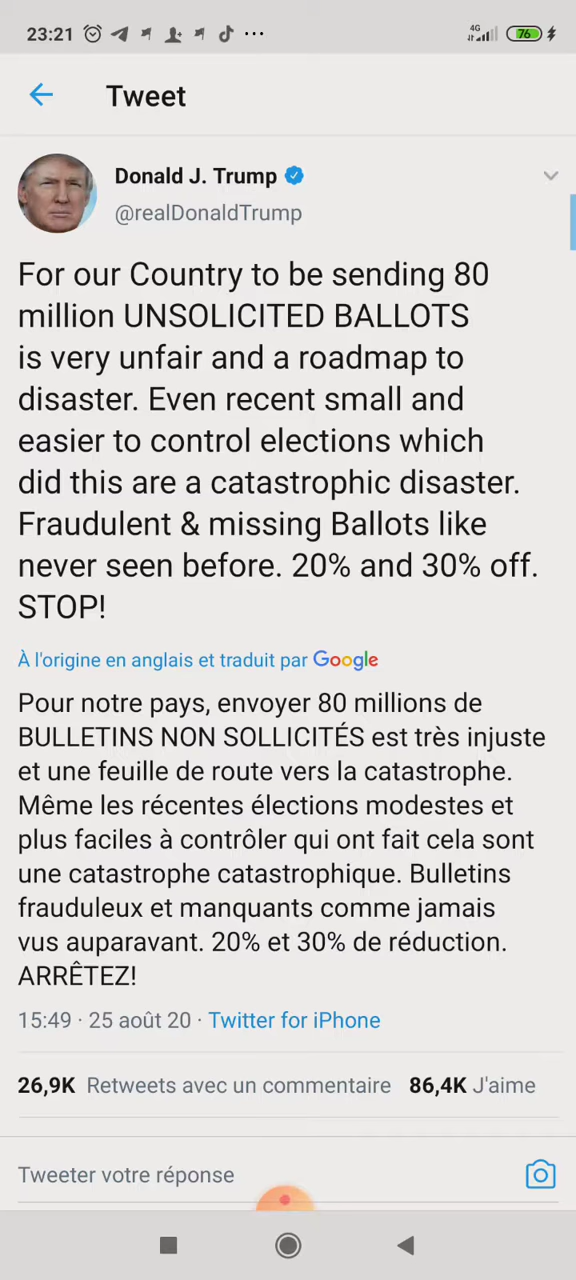 23:21
4G
76
Tweet
Donald J. Trump
@realDonaldTrump
For our Country to be sending 80
million UNSOLICITED BALLOTS
is very unfair and a roadmap to
disaster. Even recent small and
easier to control elections which
did this are a catastrophic disaster.
Fraudulent & missing Ballots like
never seen before. 20% and 30% off.
STOP!
À l'origine en anglais et traduit par Google
Pour notre pays, envoyer 80 millions de
BULLETINS NON SOLLICITÉS est très injuste
et une feuille de route vers la catastrophe.
Même les récentes élections modestes et
plus faciles à contrôler qui ont fait cela sont
une catastrophe catastrophique. Bulletins
frauduleux et manquants comme jamais
vus auparavant. 20% et 30% de réduction.
ARRÊTEZ!
15:49 · 25 août 20 · Twitter for iPhone
26,9K Retweets avec un commentaire 86,4K J'aime
Tweeter votre réponse